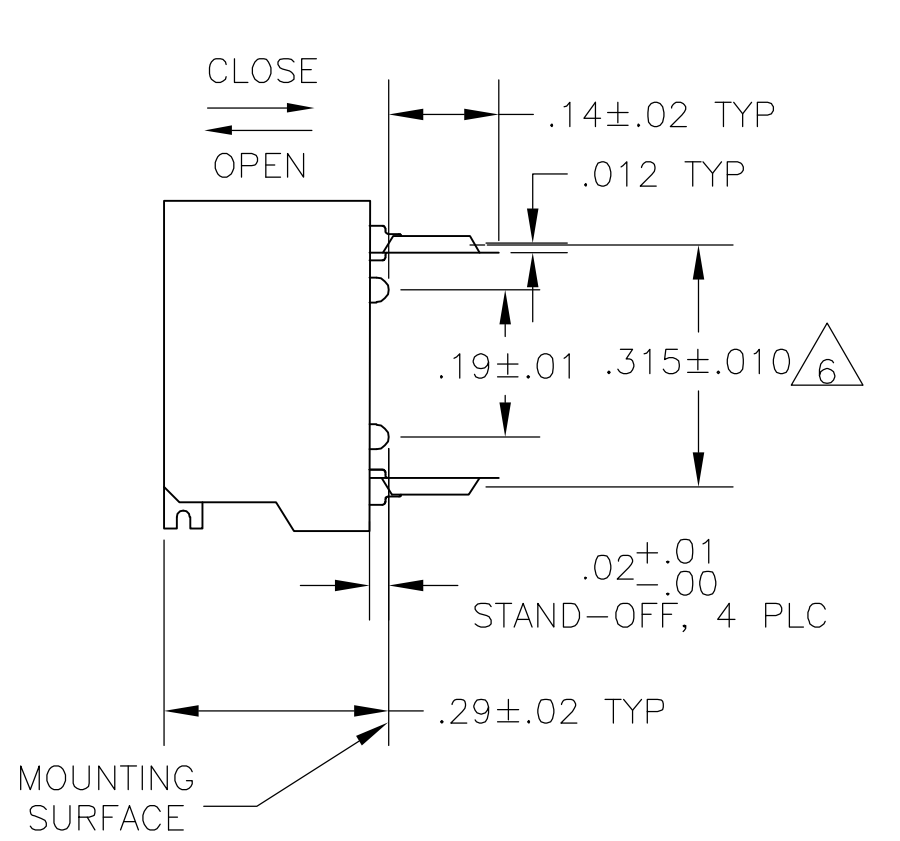 CLOSE
OPEN
.14±.02 TYP
.012 TYP
.19±.01
.315±.010
6
.02+.01
-.00
STAND-OFF, 4 PLC
.29±.02 TYP
MOUNTING
SURFACE